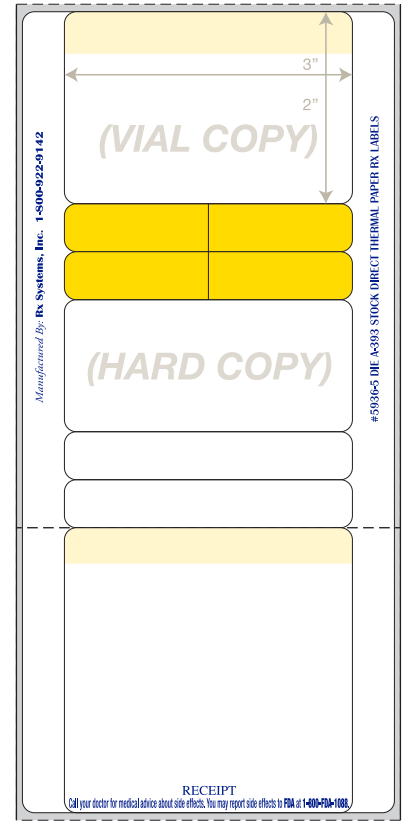 3”
2”
(VIAL COPY)
Manufactured By: Rx Systems, Inc. 1-800-922-9142
#5936-5 DIE A-393 STOCK DIRECT THERMAL PAPER RX LABELS
(HARD COPY)
RECEIPT
Call your doctor for medical advice about side effects. You may report side effects to FDA at 1-800-FDA-1088.